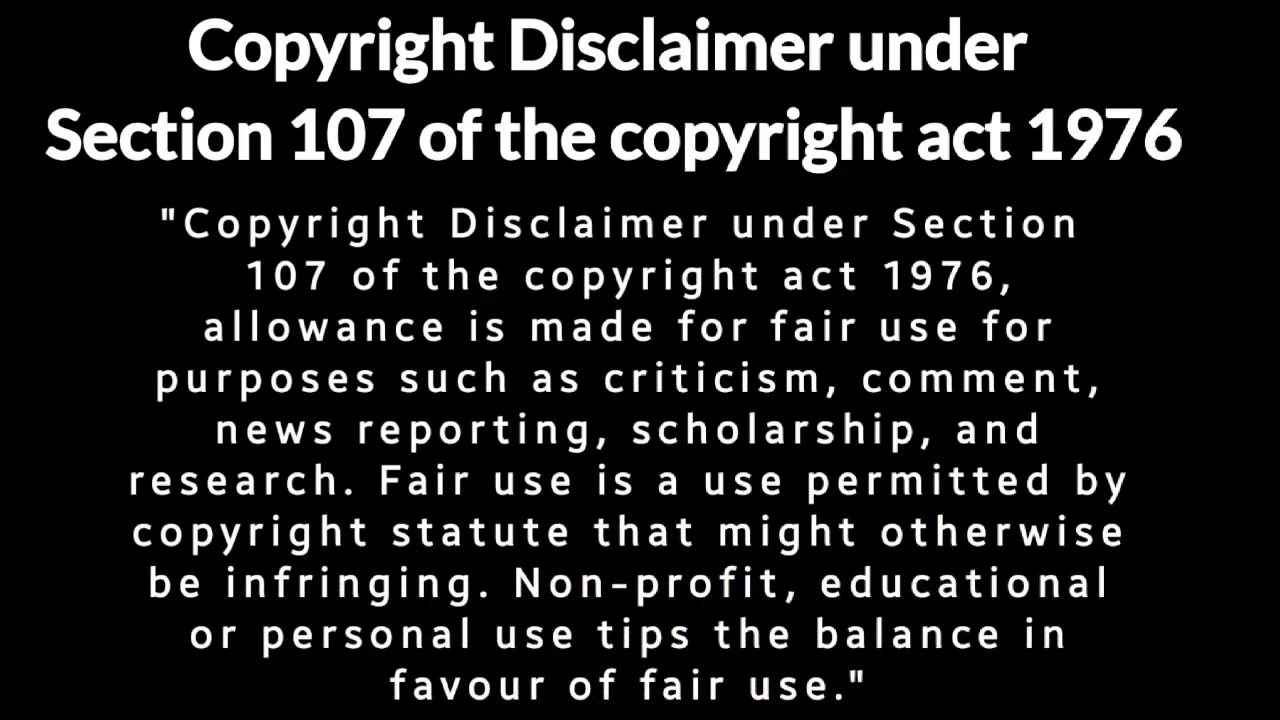 Copyright Disclaimer under
Section 107 of the copyright act 1976
"Copyright Disclaimer under Section
107 of the copyright act 1976,
allowance is made for fair use for
purposes such as criticism, comment,
news reporting, scholarship, and
research. Fair use is a use permitted by
copyright statute that might otherwise
be infringing. Non-profit, educational
or personal use tips the balance in
favour of fair use."